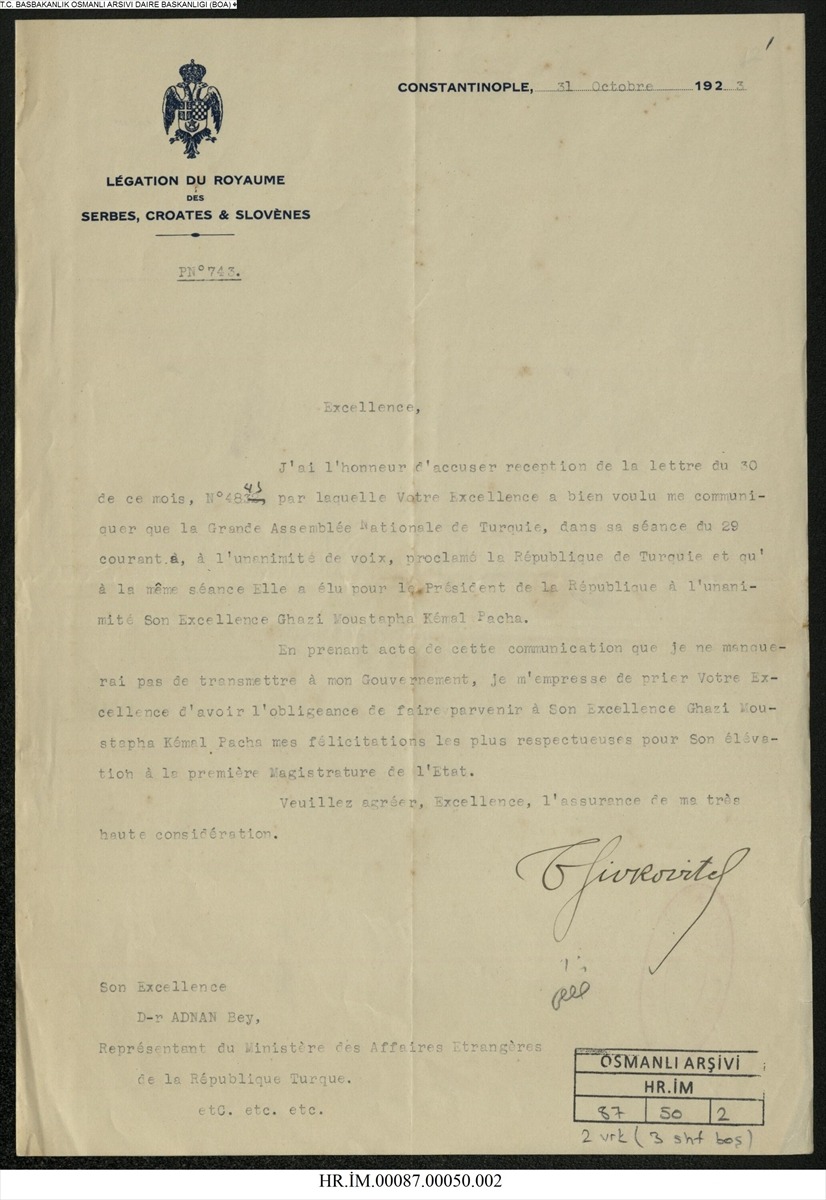 T.C. BASBAKANLIK OSMANLI ARSIVI DAIRE BASKANLIGI (BOA)
1
CONSTANTINOPLE, 31 Octobre 1923
LÉGATION DU ROYAUME
DES
SERBES, CROATES & SLOVÈNES
PN°743.
Excellence,
J'ai l'honneur d'accuser reception de la lettre du 30
de ce mois, N°483 43, par laquelle Votre Excellence a bien voulu me communi-
quer que la Grande Assemblée Nationale de Turquie, dans sa séance du 29
courant à, à l'unanimité de voix, proclamé la République de Turquie et qu'
à la même séance Elle a élu pour le Président de la République à l'unani-
mité Son Excellence Ghazi Moustapha Kémal Pacha.
En prenant acte de cette communication que je ne manque-
rai pas de transmettre à mon Gouvernement, je m'empresse de prier Votre Ex-
cellence d'avoir l'obligeance de faire parvenir à Son Excellence Ghazi Mou-
stapha Kémal Pacha mes félicitations les plus respectueuses pour Son éléva-
tion à la première Magistrature de l'Etat.
Veuillez agréer, Excellence, l'assurance de ma très
haute considération.
Son Excellence
D-r ADNAN Bey,
Représentant du Ministère des Affaires Etrangères
de la République Turque.
etC. etc. etc.
OSMANLI ARŞİVİ
HR.İM
87 50 2
2 vrk (3 shf boş)
HR.İM.00087.00050.002